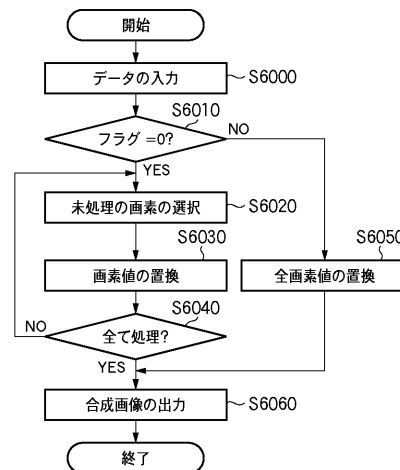 開始
データの入力
S6000
S6010
フラグ =0?
NO
YES
未処理の画素の選択
S6020
S6030
画素値の置換
S6050
全画素値の置換
S6040
全て処理?
NO
YES
合成画像の出力
S6060
終了